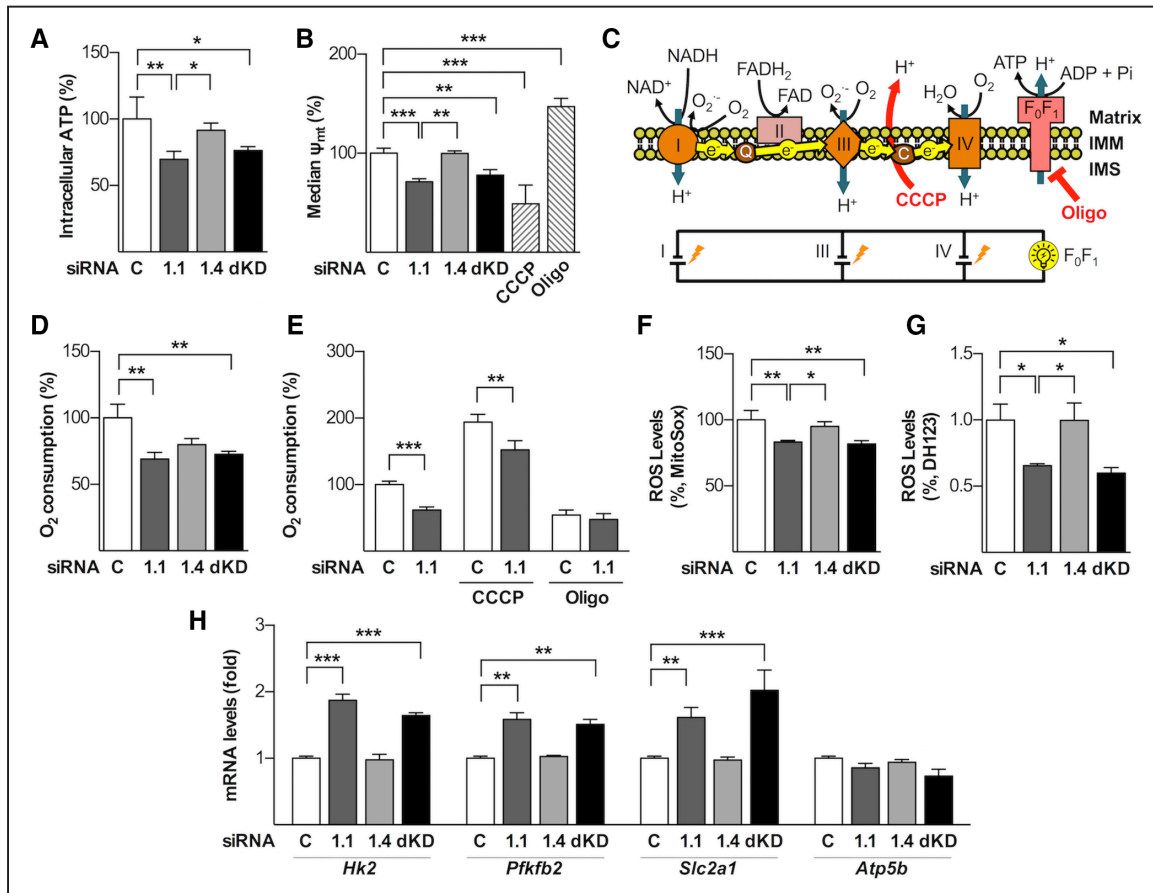 A
Intracellular ATP (%)
150
100
50
*
** *
siRNA C 1.1 1.4 dKD
B
Median Ψmt (%)
200
100
***
***
**
*** **
C 1.1 1.4 dKD CCCP Oligo
C
NADH
NAD+
O2·-
O2
FADH2
FAD
O2·-
O2
H+
H2O
O2
ATP
H+
ADP + Pi
F0F1
Matrix
IMM
IMS
I
e-
Q
II
e-
III
e-
C
e-
IV
H+
H+
CCCP
H+
Oligo
I
III
IV
F0F1
D
O2 consumption (%)
150
100
50
**
**
siRNA C 1.1 1.4 dKD
E
O2 consumption (%)
300
200
100
***
**
siRNA C 1.1 C 1.1 C 1.1
CCCP Oligo
F
ROS Levels
(%, MitoSox)
150
100
50
**
** *
siRNA C 1.1 1.4 dKD
G
ROS Levels
(%, DH123)
1.5
1.0
0.5
*
* *
siRNA C 1.1 1.4 dKD
H
mRNA levels (fold)
3
2
1
***
***
**
**
***
**
siRNA C 1.1 1.4 dKD C 1.1 1.4 dKD C 1.1 1.4 dKD C 1.1 1.4 dKD
Hk2 Pfkfb2 Slc2a1 Atp5b